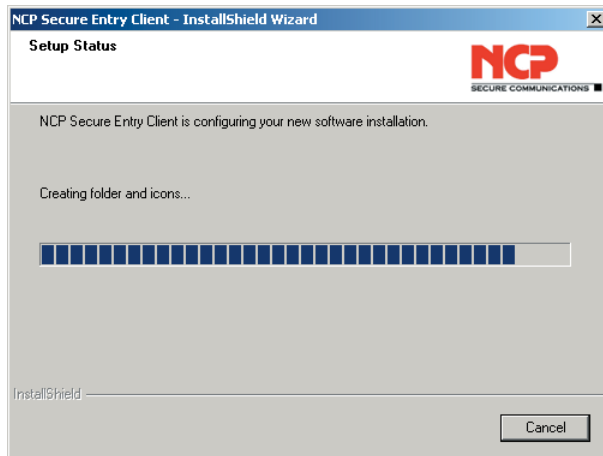 NCP Secure Entry Client - InstallShield Wizard
Setup Status
NCP
SECURE COMMUNICATIONS
NCP Secure Entry Client is configuring your new software installation.
Creating folder and icons...
InstallShield
Cancel